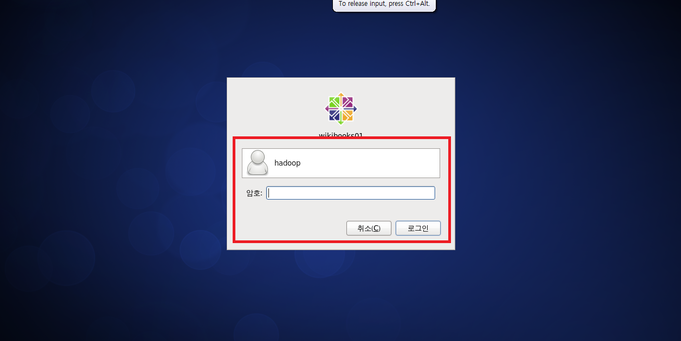 To release input, press Ctrl+Alt.
wikibooks01
hadoop
암호:
취소(C)
로그인